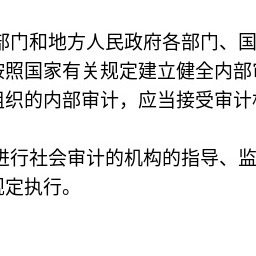 部门和地方人民政府各部门、国
按照国家有关规定建立健全内部
组织的内部审计，应当接受审计
进行社会审计的机构的指导、监
规定执行。